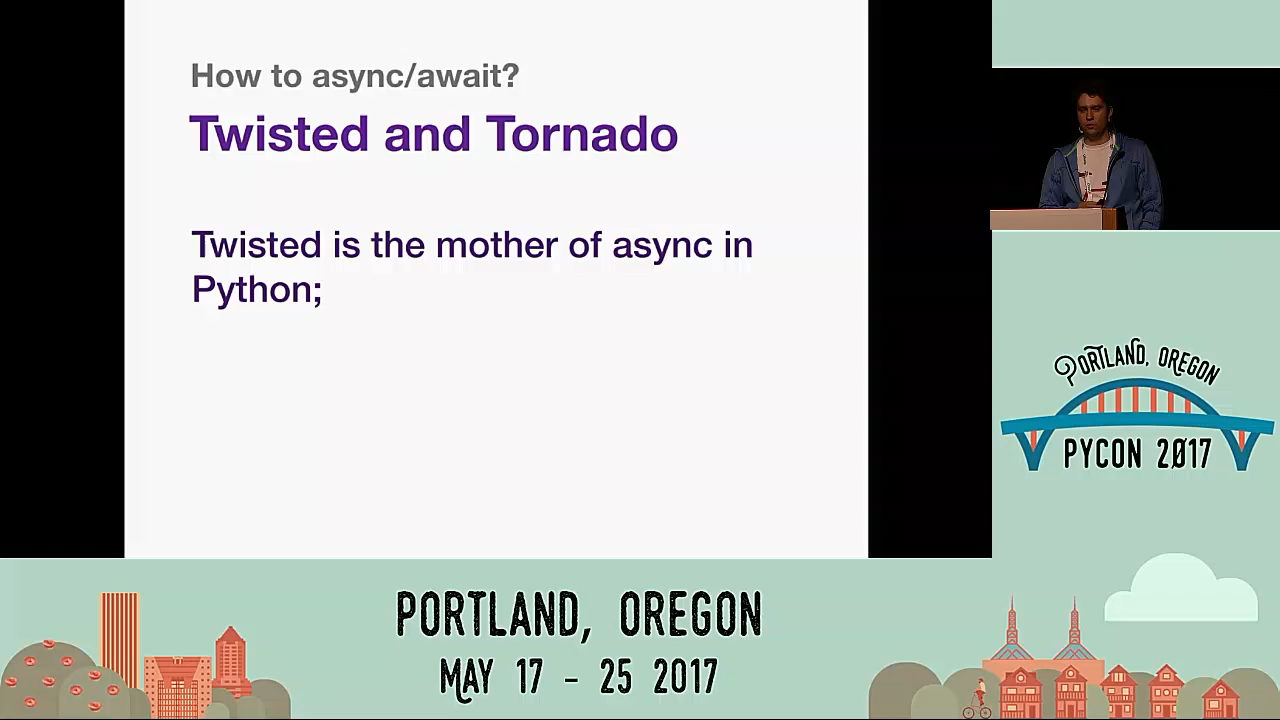 How to async/await?
Twisted and Tornado
Twisted is the mother of async in
Python;
PORTLAND, OREGON
PYCON 2017
PORTLAND, OREGON
MAY 17 - 25 2017